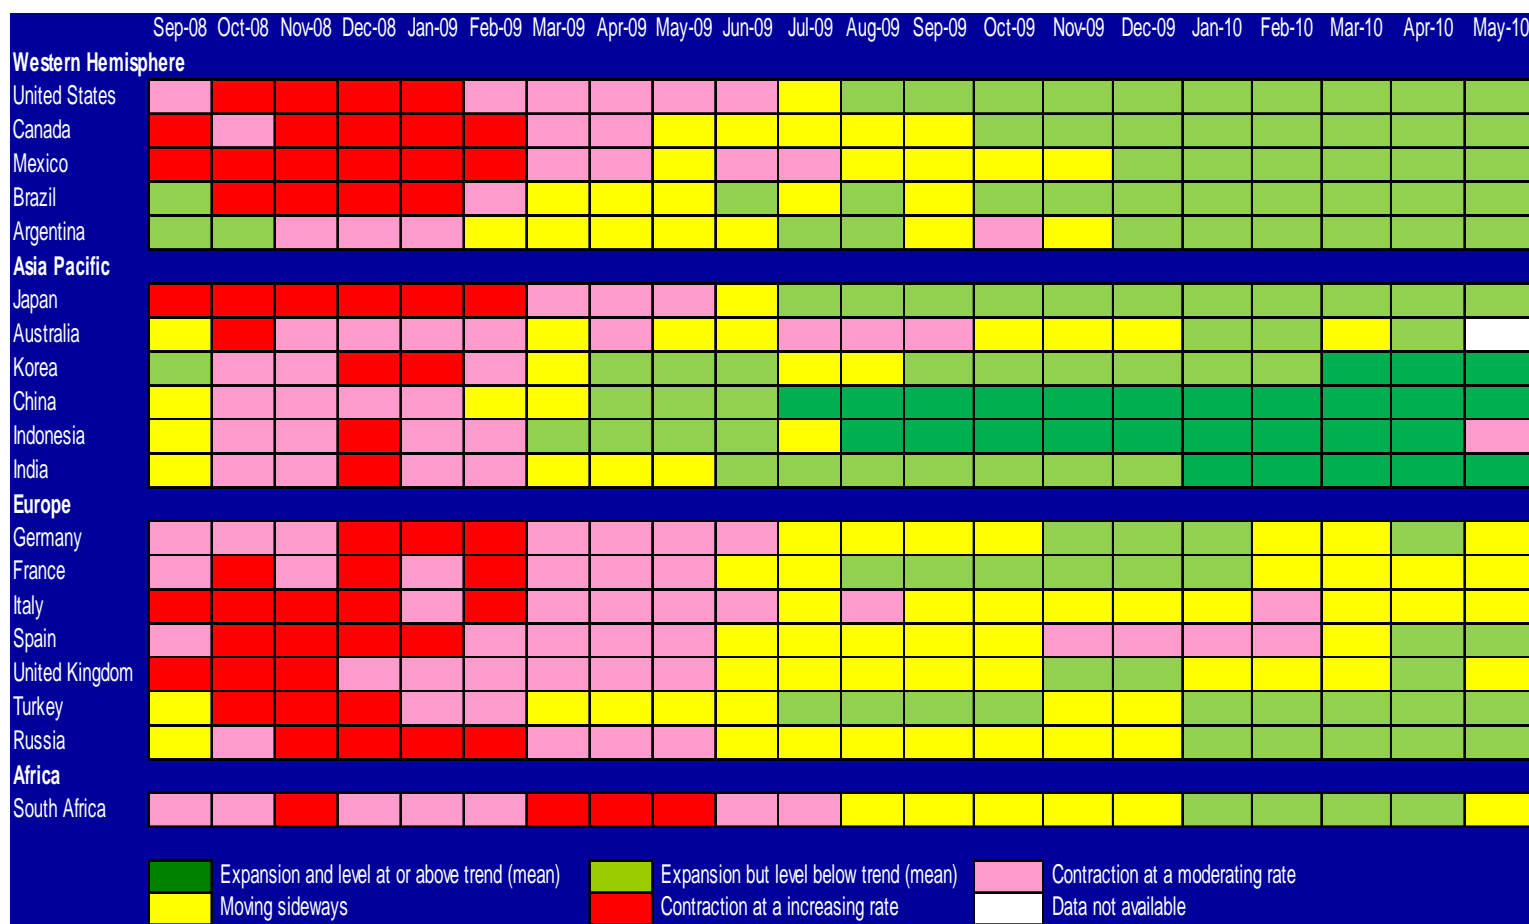 Sep-08 Oct-08 Nov-08 Dec-08 Jan-09 Feb-09 Mar-09 Apr-09 May-09 Jun-09 Jul-09 Aug-09 Sep-09 Oct-09 Nov-09 Dec-09 Jan-10 Feb-10 Mar-10 Apr-10 May-10
Western Hemisphere
United States
Canada
Mexico
Brazil
Argentina
Asia Pacific
Japan
Australia
Korea
China
Indonesia
India
Europe
Germany
France
Italy
Spain
United Kingdom
Turkey
Russia
Africa
South Africa
Expansion and level at or above trend (mean) Expansion but level below trend (mean) Contraction at a moderating rate
Moving sideways Contraction at a increasing rate Data not available